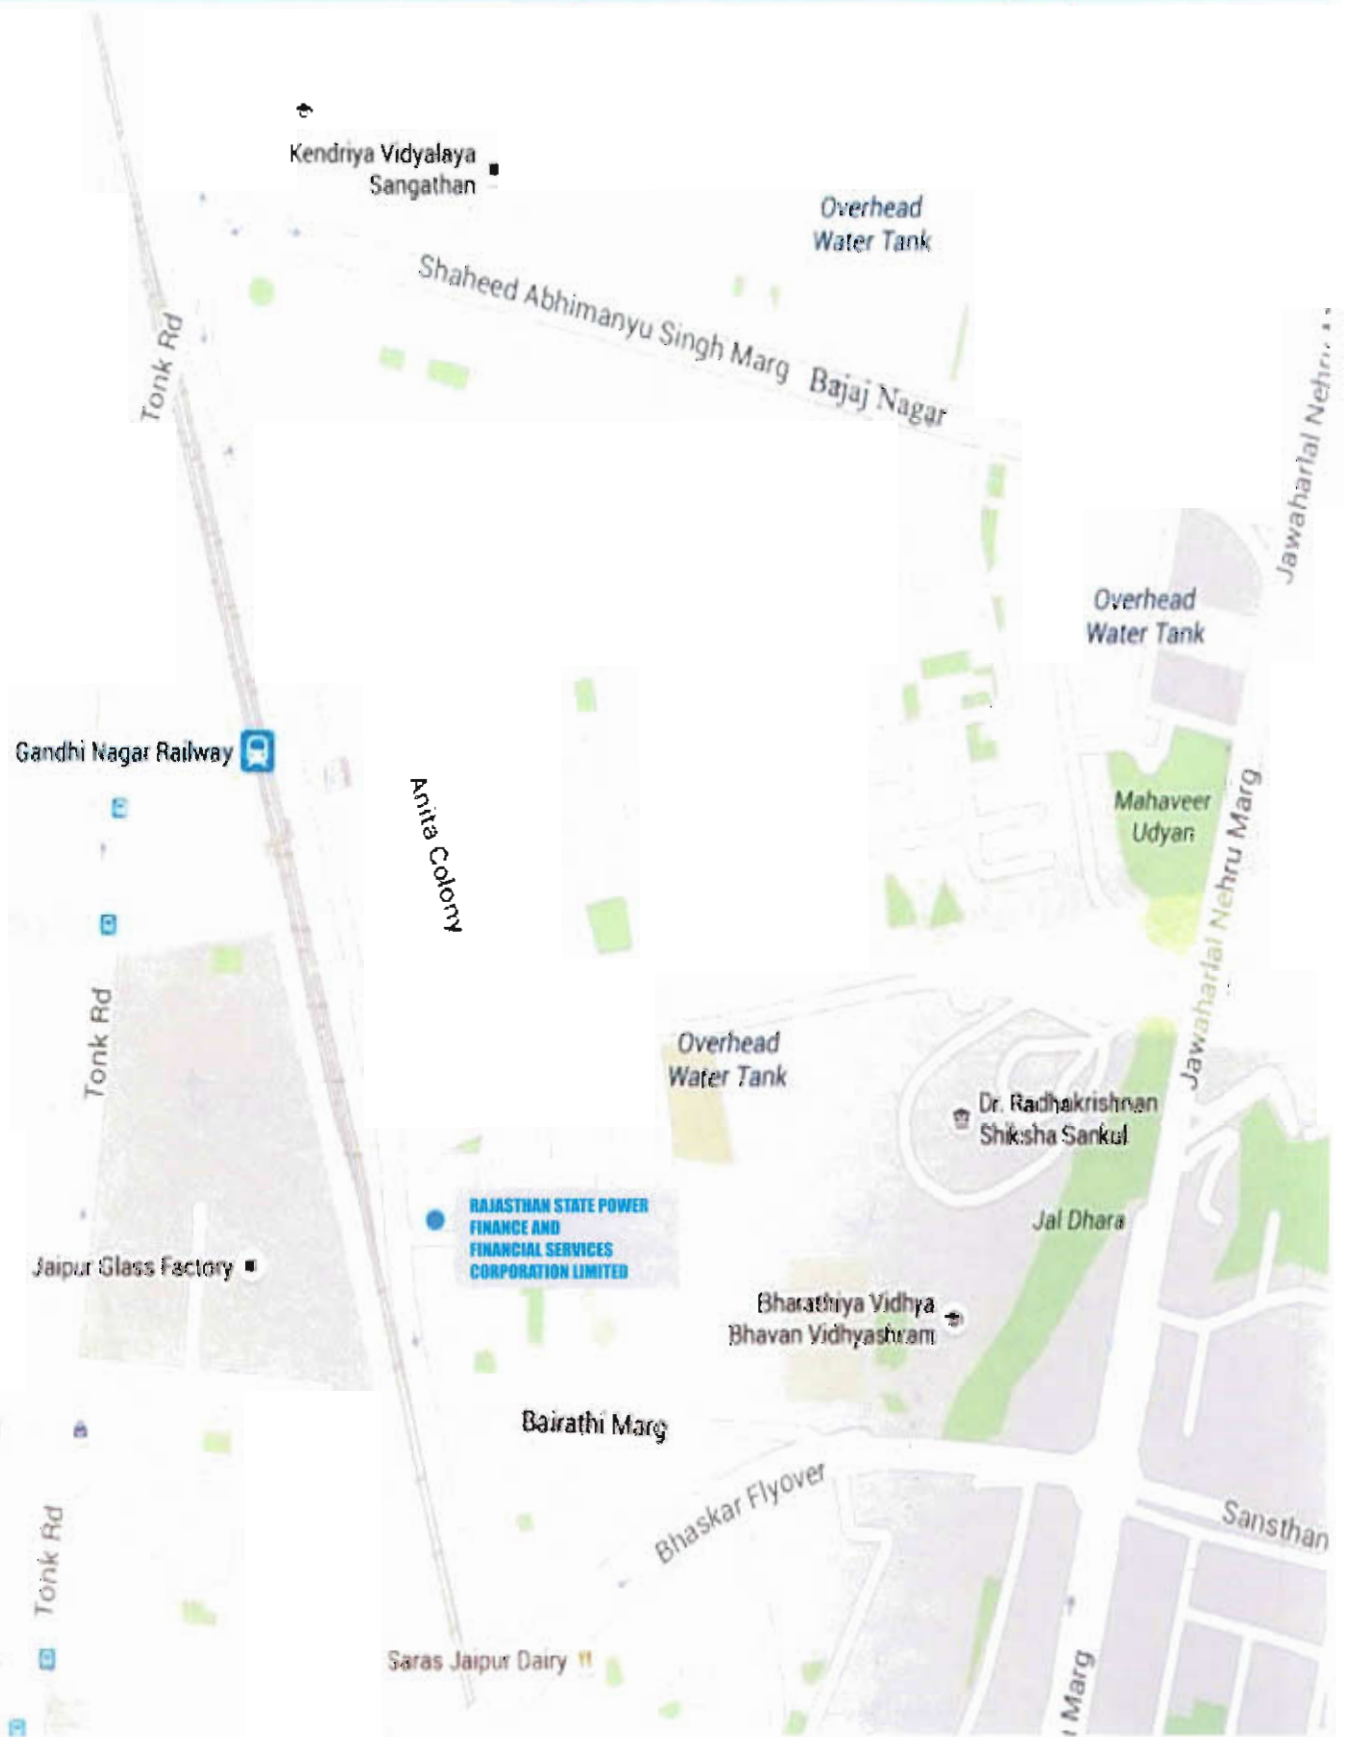 Kendriya Vidyalaya
Sangathan
Overhead
Water Tank
Shaheed Abhimanyu Singh Marg
Bajaj Nagar
Tonk Rd
Jawaharlal Nehru
Overhead
Water Tank
Gandhi Nagar Railway
Anita Colony
Mahaveer
Udyan
Jawaharlal Nehru Marg
Tonk Rd
Overhead
Water Tank
Dr. Radhakrishnan
Shiksha Sankul
Jal Dhara
RAJASTHAN STATE POWER
FINANCE AND
FINANCIAL SERVICES
CORPORATION LIMITED
Jaipur Glass Factory
Bharathiya Vidhya
Bhavan Vidhyashram
Bairathi Marg
Bhaskar Flyover
Sansthan
Tonk Rd
Saras Jaipur Dairy
Marg